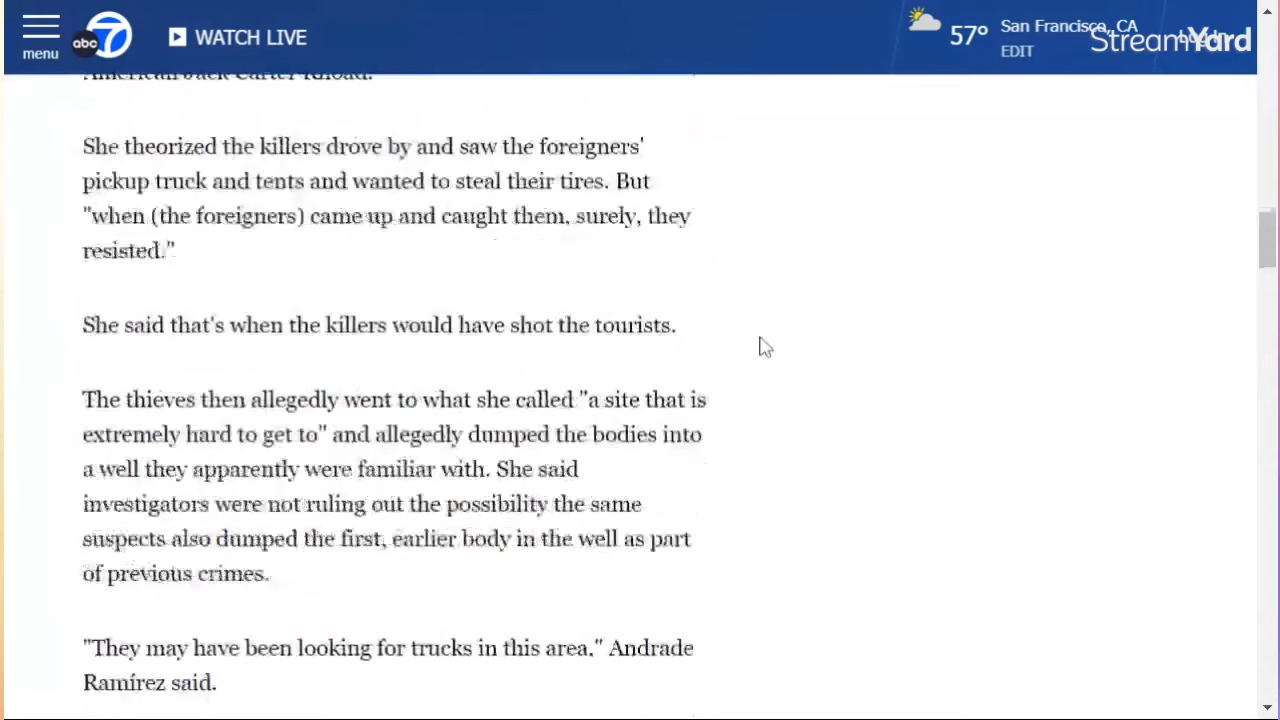 abc 7
menu
WATCH LIVE
57°
San Francisco, CA
EDIT
StreamYard
American Jack Carter Rhoad.
She theorized the killers drove by and saw the foreigners'
pickup truck and tents and wanted to steal their tires. But
"when (the foreigners) came up and caught them, surely, they
resisted."
She said that's when the killers would have shot the tourists.
The thieves then allegedly went to what she called "a site that is
extremely hard to get to" and allegedly dumped the bodies into
a well they apparently were familiar with. She said
investigators were not ruling out the possibility the same
suspects also dumped the first, earlier body in the well as part
of previous crimes.
"They may have been looking for trucks in this area," Andrade
Ramírez said.